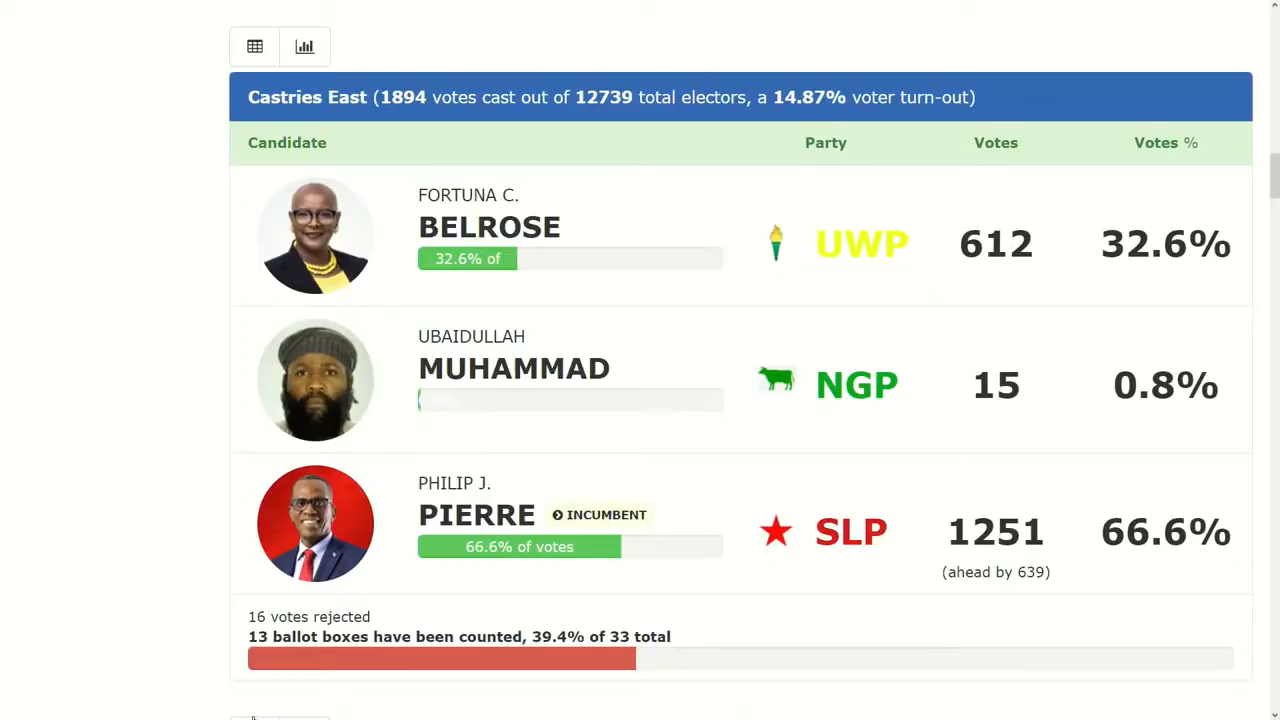 Castries East (1894 votes cast out of 12739 total electors, a 14.87% voter turn-out)
Candidate Party Votes Votes %
FORTUNA C.
BELROSE
32.6% of
UWP 612 32.6%
UBAIDULLAH
MUHAMMAD
NGP 15 0.8%
PHILIP J.
PIERRE INCUMBENT
66.6% of votes
SLP 1251 66.6%
(ahead by 639)
16 votes rejected
13 ballot boxes have been counted, 39.4% of 33 total